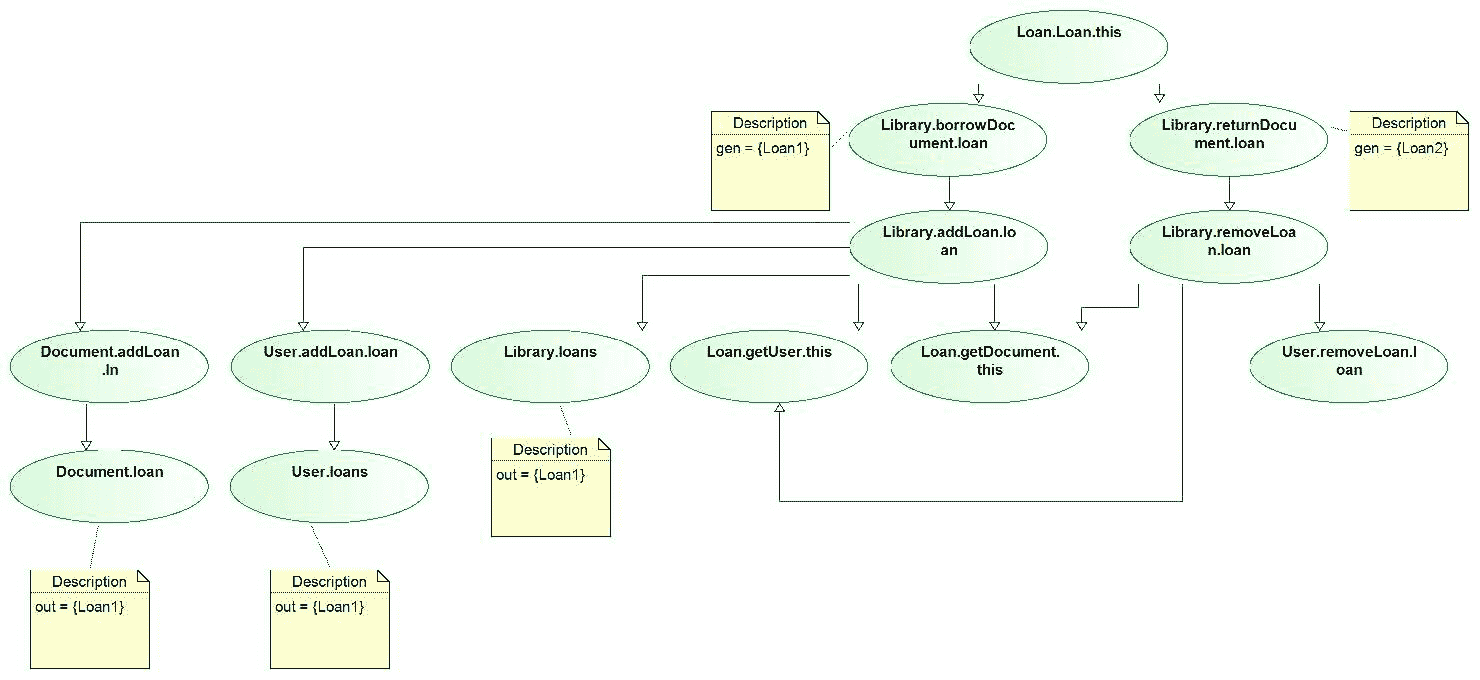 Loan.Loan.this
Description
gen = {Loan1}
Library.borrowDoc
ument.loan
Library.returnDocu
ment.loan
Description
gen = {Loan2}
Library.addLoan.lo
an
Library.removeLoa
n.loan
Document.addLoan
.ln
User.addLoan.loan
Library.loans
Loan.getUser.this
Loan.getDocument.
this
User.removeLoan.l
oan
Document.loan
User.loans
Description
out = {Loan1}
Description
out = {Loan1}
Description
out = {Loan1}